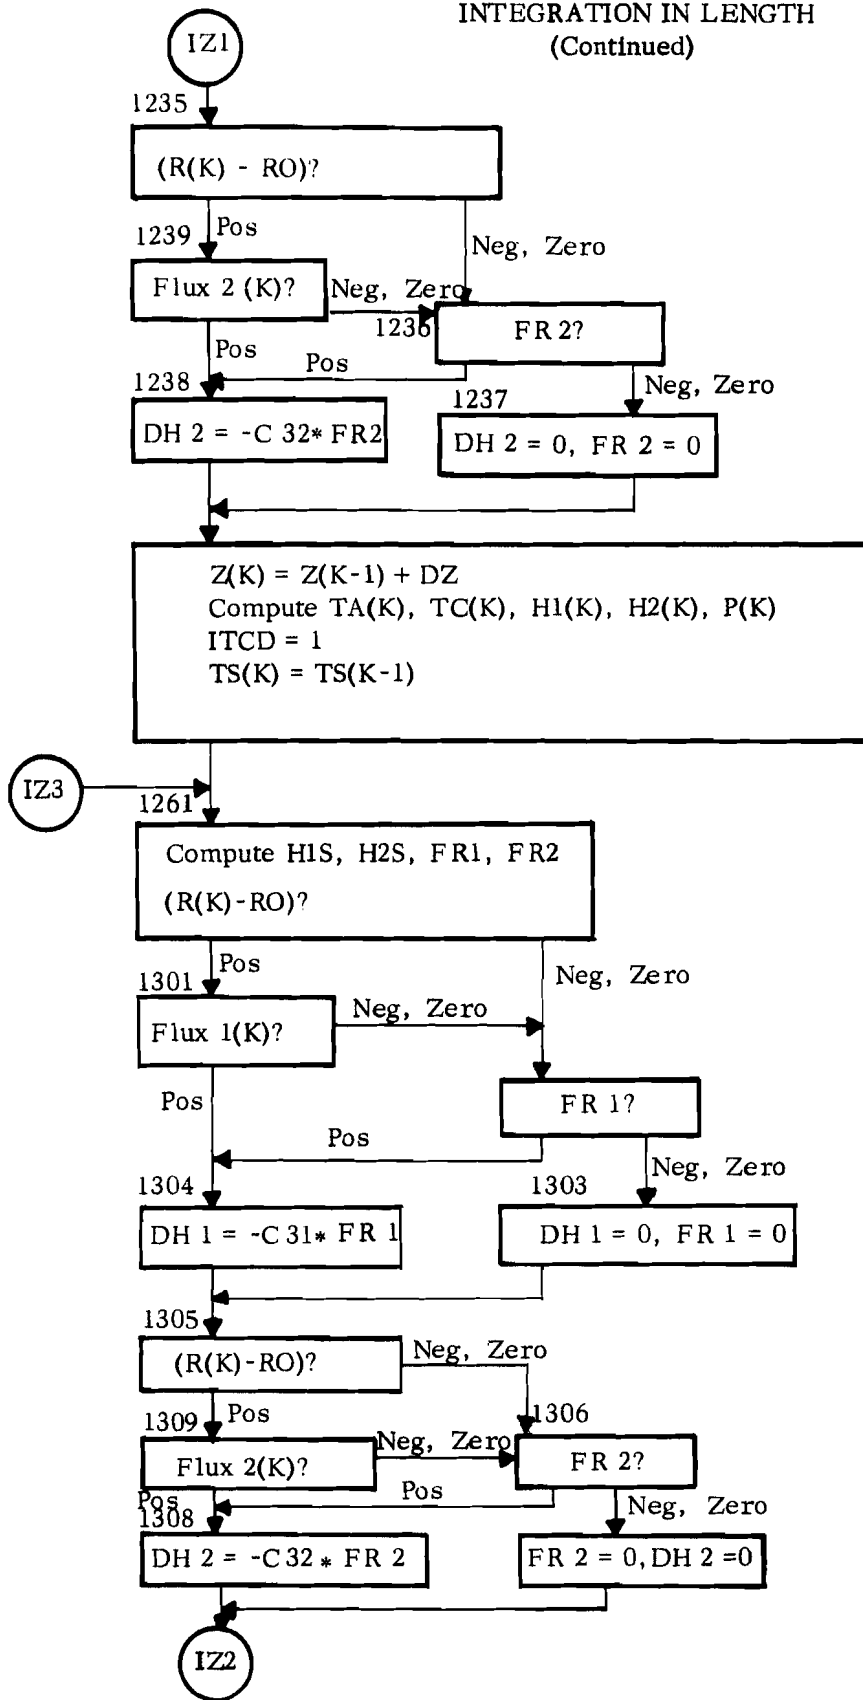 INTEGRATION IN LENGTH
(Continued)
IZ1
1235
(R(K) - RO)?
Pos
Neg, Zero
1239
Flux 2 (K)?
Neg, Zero
1236
FR 2?
Pos
Pos
Neg, Zero
1238
1237
DH 2 = -C 32* FR2
DH 2 = 0, FR 2 = 0
Z(K) = Z(K-1) + DZ
Compute TA(K), TC(K), H1(K), H2(K), P(K)
ITCD = 1
TS(K) = TS(K-1)
IZ3
1261
Compute H1S, H2S, FR1, FR2
(R(K)-RO)?
Pos
Neg, Zero
1301
Flux 1(K)?
Neg, Zero
FR 1?
Pos
Pos
Neg, Zero
1304
1303
DH 1 = -C 31* FR 1
DH 1 = 0, FR 1 = 0
1305
(R(K)-RO)?
Neg, Zero
Pos
1309
1306
Flux 2(K)?
Neg, Zero
FR 2?
Pos
Pos
Neg, Zero
1308
DH 2 = -C 32 * FR 2
FR 2 = 0, DH 2 =0
IZ2